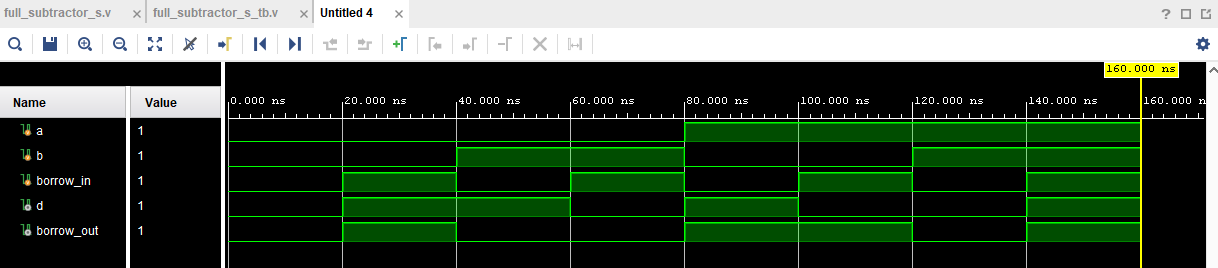 full_subtractor_s.v × full_subtractor_s_tb.v × Untitled 4 ×
?
160.000 ns
Name Value 0.000 ns 20.000 ns 40.000 ns 60.000 ns 80.000 ns 100.000 ns 120.000 ns 140.000 ns 160.000 ns
a 1
b 1
borrow_in 1
d 1
borrow_out 1